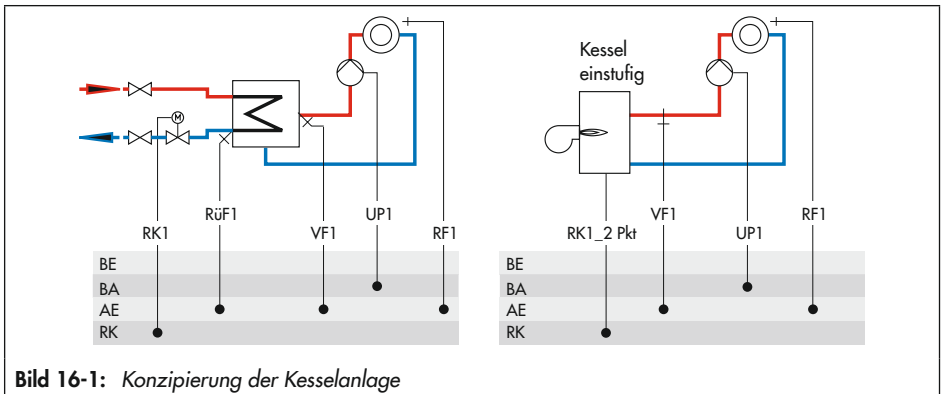 Kessel
einstufig
M
RK1 RüF1 VF1 UP1 RF1
BE
BA
AE
RK
RK1_2 Pkt VF1 UP1 RF1
BE
BA
AE
RK
Bild 16-1: Konzipierung der Kesselanlage